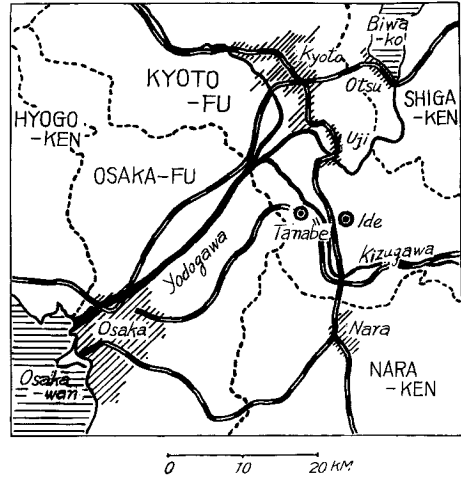 Biwa
-ko
Kyoto
KYOTO
-FU
Otsu
SHIGA
-KEN
HYOGO
-KEN
Uji
OSAKA-FU
Ide
Tanabe
Kizugawa
Yodogawa
Osaka
Nara
Osaka
-wan
NARA
-KEN
0 10 20 KM